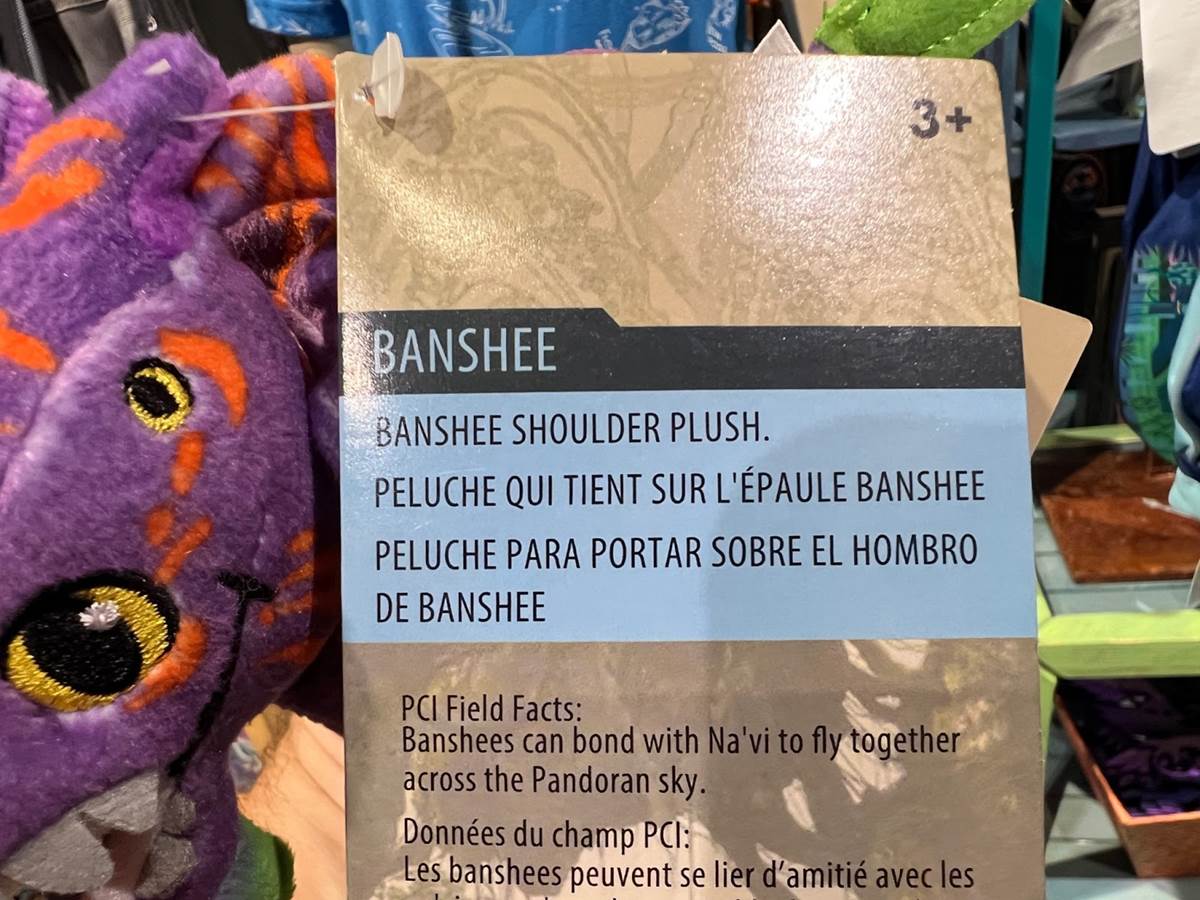 3+
BANSHEE
BANSHEE SHOULDER PLUSH.
PELUCHE QUI TIENT SUR L'ÉPAULE BANSHEE
PELUCHE PARA PORTAR SOBRE EL HOMBRO
DE BANSHEE
PCI Field Facts:
Banshees can bond with Na'vi to fly together
across the Pandoran sky.
Données du champ PCI:
Les banshees peuvent se lier d’amitié avec les